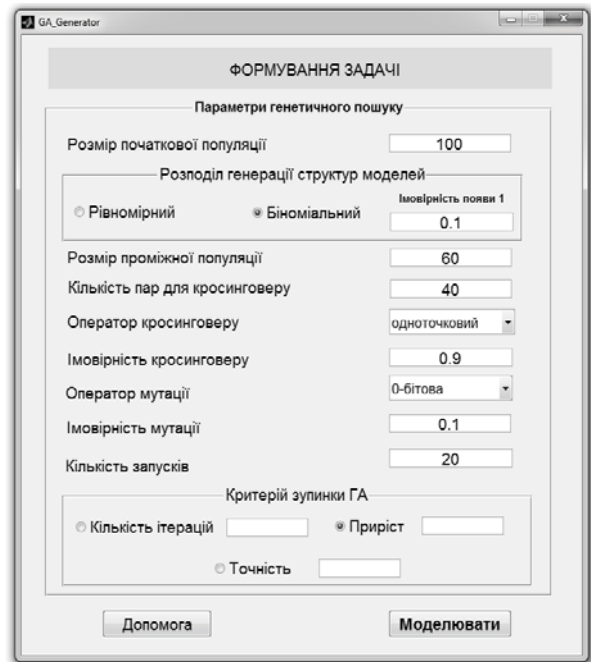 GA_Generator
ФОРМУВАННЯ ЗАДАЧІ
Параметри генетичного пошуку
Розмір початкової популяції 100
Розподіл генерації структур моделей
Імовірність появи 1
Рівномірний Біноміальний 0.1
Розмір проміжної популяції 60
Кількість пар для кросинговеру 40
Оператор кросинговеру одноточковий
Імовірність кросинговеру 0.9
Оператор мутації 0-бітова
Імовірність мутації 0.1
Кількість запусків 20
Критерій зупинки ГА
Кількість ітерацій Приріст
Точність
Допомога Моделювати